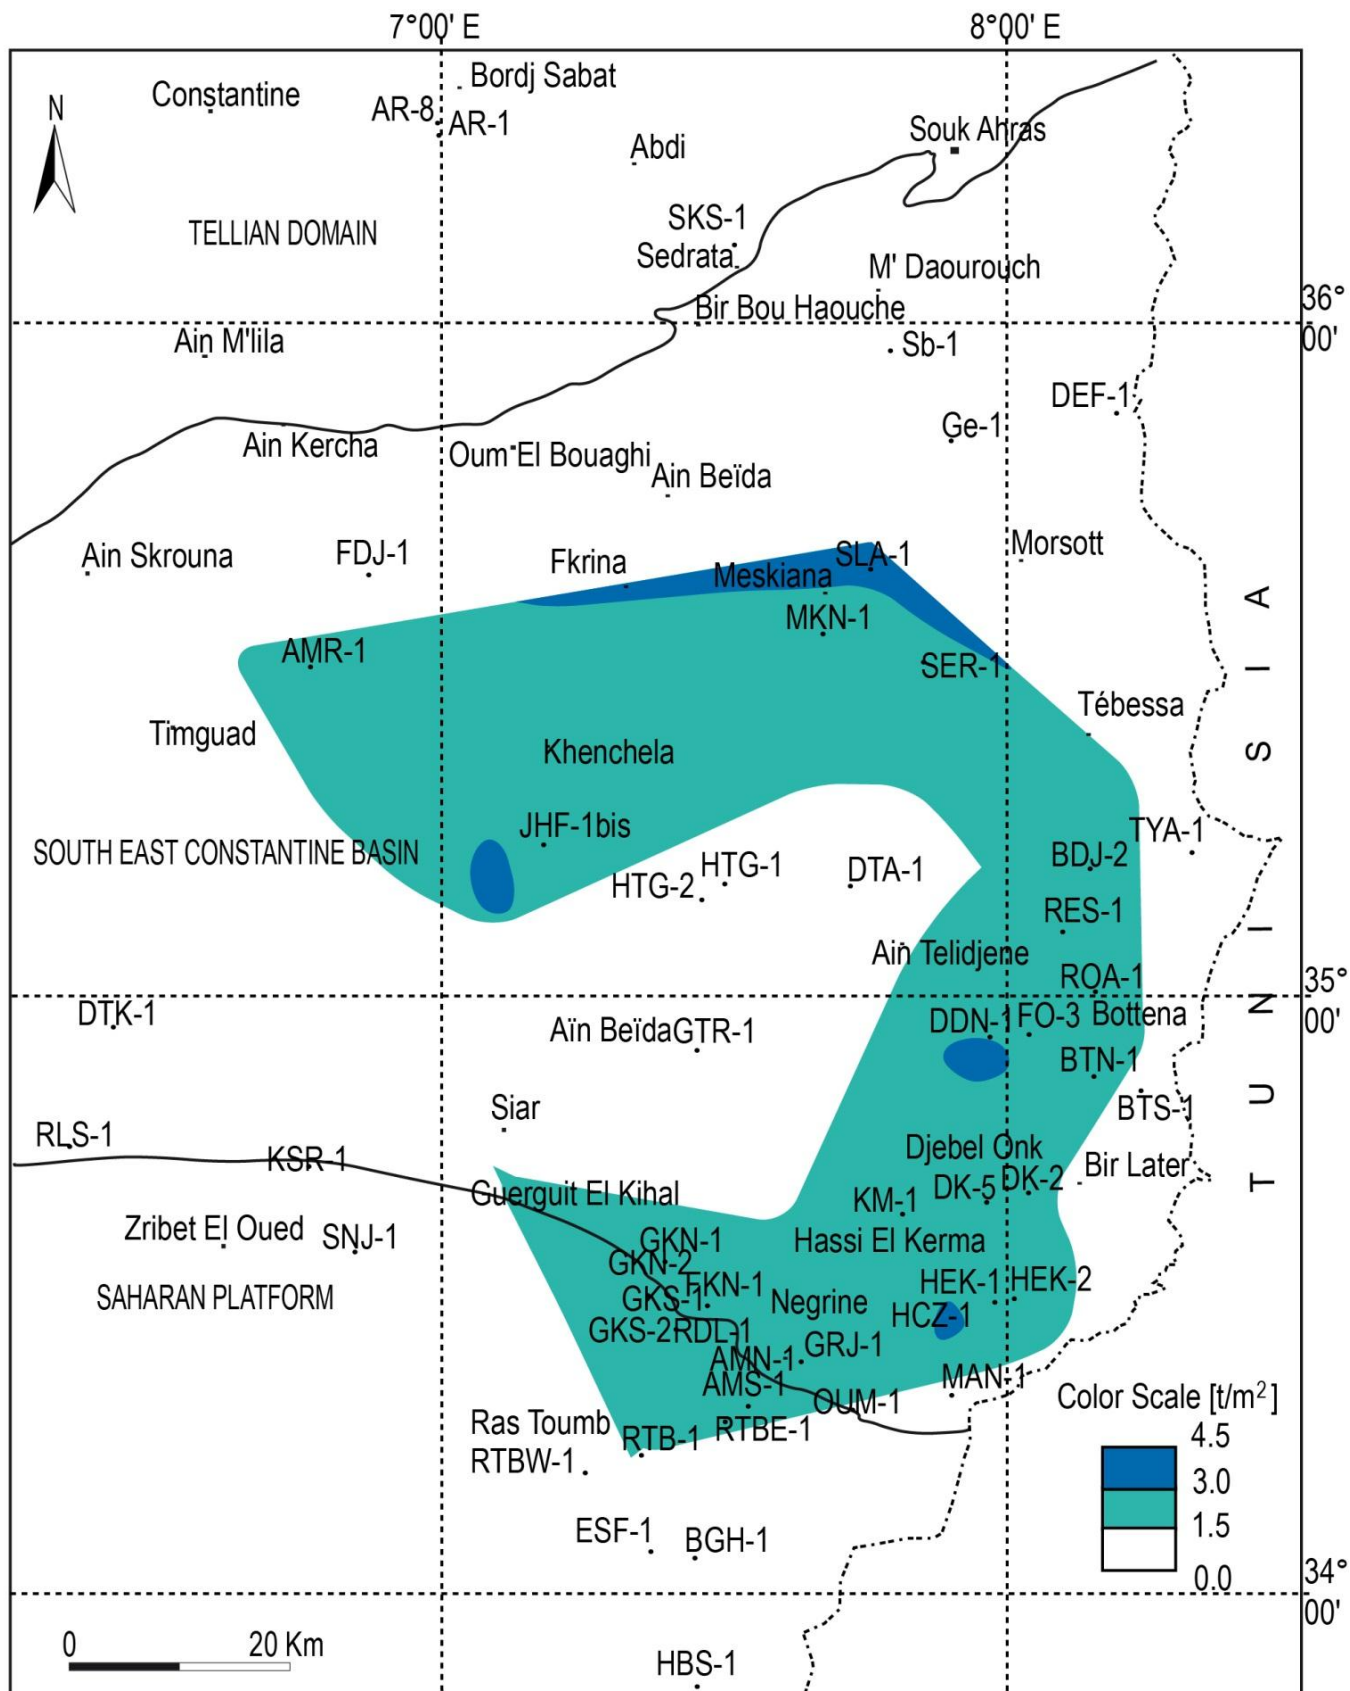 7°00' E
8°00' E
Bordj Sabat
Constantine
N
AR-8
AR-1
Souk Ahras
Abdi
SKS-1
TELLIAN DOMAIN
Sedrata
M' Daourouch
36°
00'
Bir Bou Haouche
Ain M'lila
Sb-1
DEF-1
Ge-1
Ain Kercha
Oum El Bouaghi
Ain Beïda
Ain Skrouna
FDJ-1
Fkrina
SLA-1
Morsott
Meskiana
MKN-1
AMR-1
SER-1
Tébessa
Timguad
Khenchela
JHF-1bis
TYA-1
SOUTH EAST CONSTANTINE BASIN
BDJ-2
HTG-1
HTG-2
DTA-1
RES-1
Ain Telidjene
ROA-1
35°
00'
DTK-1
Aïn Beïda
GTR-1
DDN-1
FO-3
Bottena
BTN-1
BTS-1
Siar
RLS-1
KSR-1
Djebel Onk
Bir Later
Guerguit El Kihal
KM-1
DK-5
DK-2
Zribet El Oued
SNJ-1
GKN-1
Hassi El Kerma
GKN-2
FKN-1
HEK-1
HEK-2
SAHARAN PLATFORM
GKS-1
Negrine
HCZ-1
GKS-2
RDL-1
GRJ-1
AMN-1
AMS-1
OUM-1
MAN-1
Ras Toumb
RTB-1
RTBE-1
RTBW-1
ESF-1
BGH-1
HBS-1
TUNISIA
Color Scale [t/m²]
4.5
3.0
1.5
0.0
34°
00'
0
20 Km